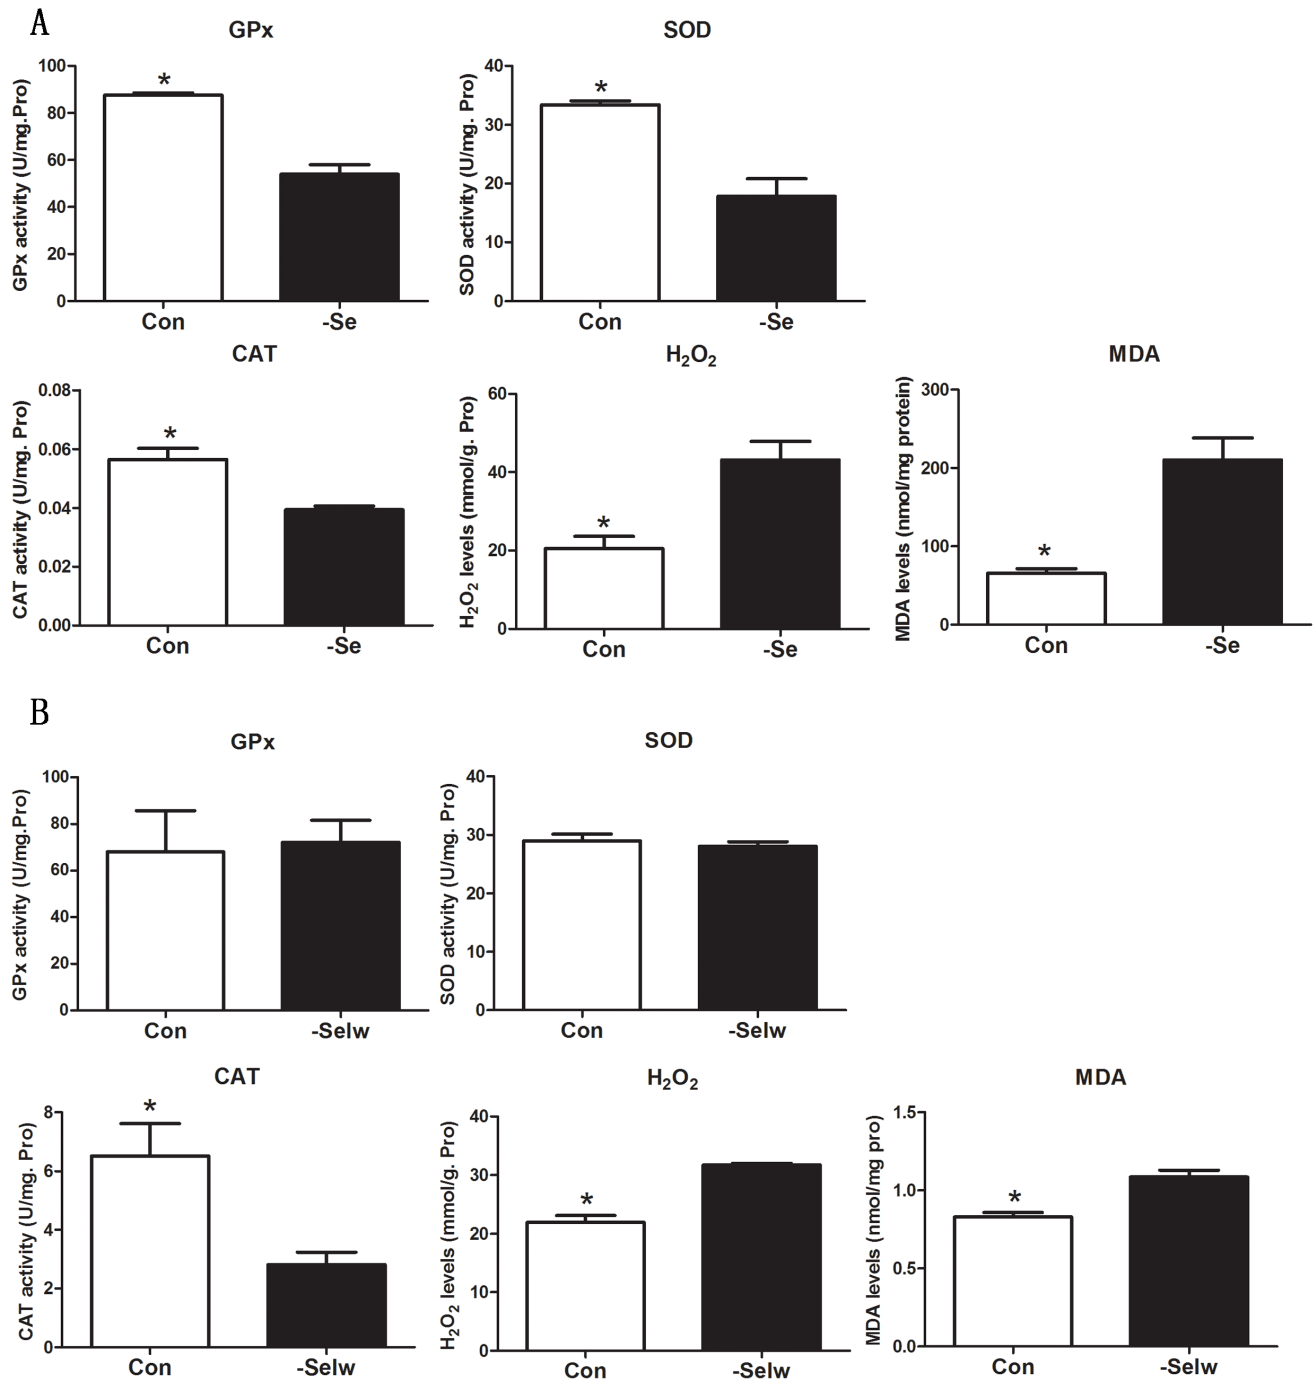 A
GPx
SOD
GPx activity (U/mg.Pro)
100
80
60
40
20
0
*
Con
-Se
SOD activity (U/mg. Pro)
40
30
20
10
0
*
Con
-Se
CAT
H₂O₂
MDA
CAT activity (U/mg. Pro)
0.08
0.06
0.04
0.02
0.00
*
Con
-Se
H₂O₂ levels (mmol/g. Pro)
60
40
20
0
*
Con
-Se
MDA levels (nmol/mg protein)
300
200
100
0
*
Con
-Se
B
GPx
SOD
GPx activity (U/mg.Pro)
100
80
60
40
20
0
Con
-Selw
SOD activity (U/mg. Pro)
40
30
20
10
0
Con
-Selw
CAT
H₂O₂
MDA
CAT activity (U/mg. Pro)
8
6
4
2
0
*
Con
-Selw
H₂O₂ levels (mmol/g. Pro)
40
30
20
10
0
*
Con
-Selw
MDA levels (nmol/mg pro)
1.5
1.0
0.5
0.0
*
Con
-Selw